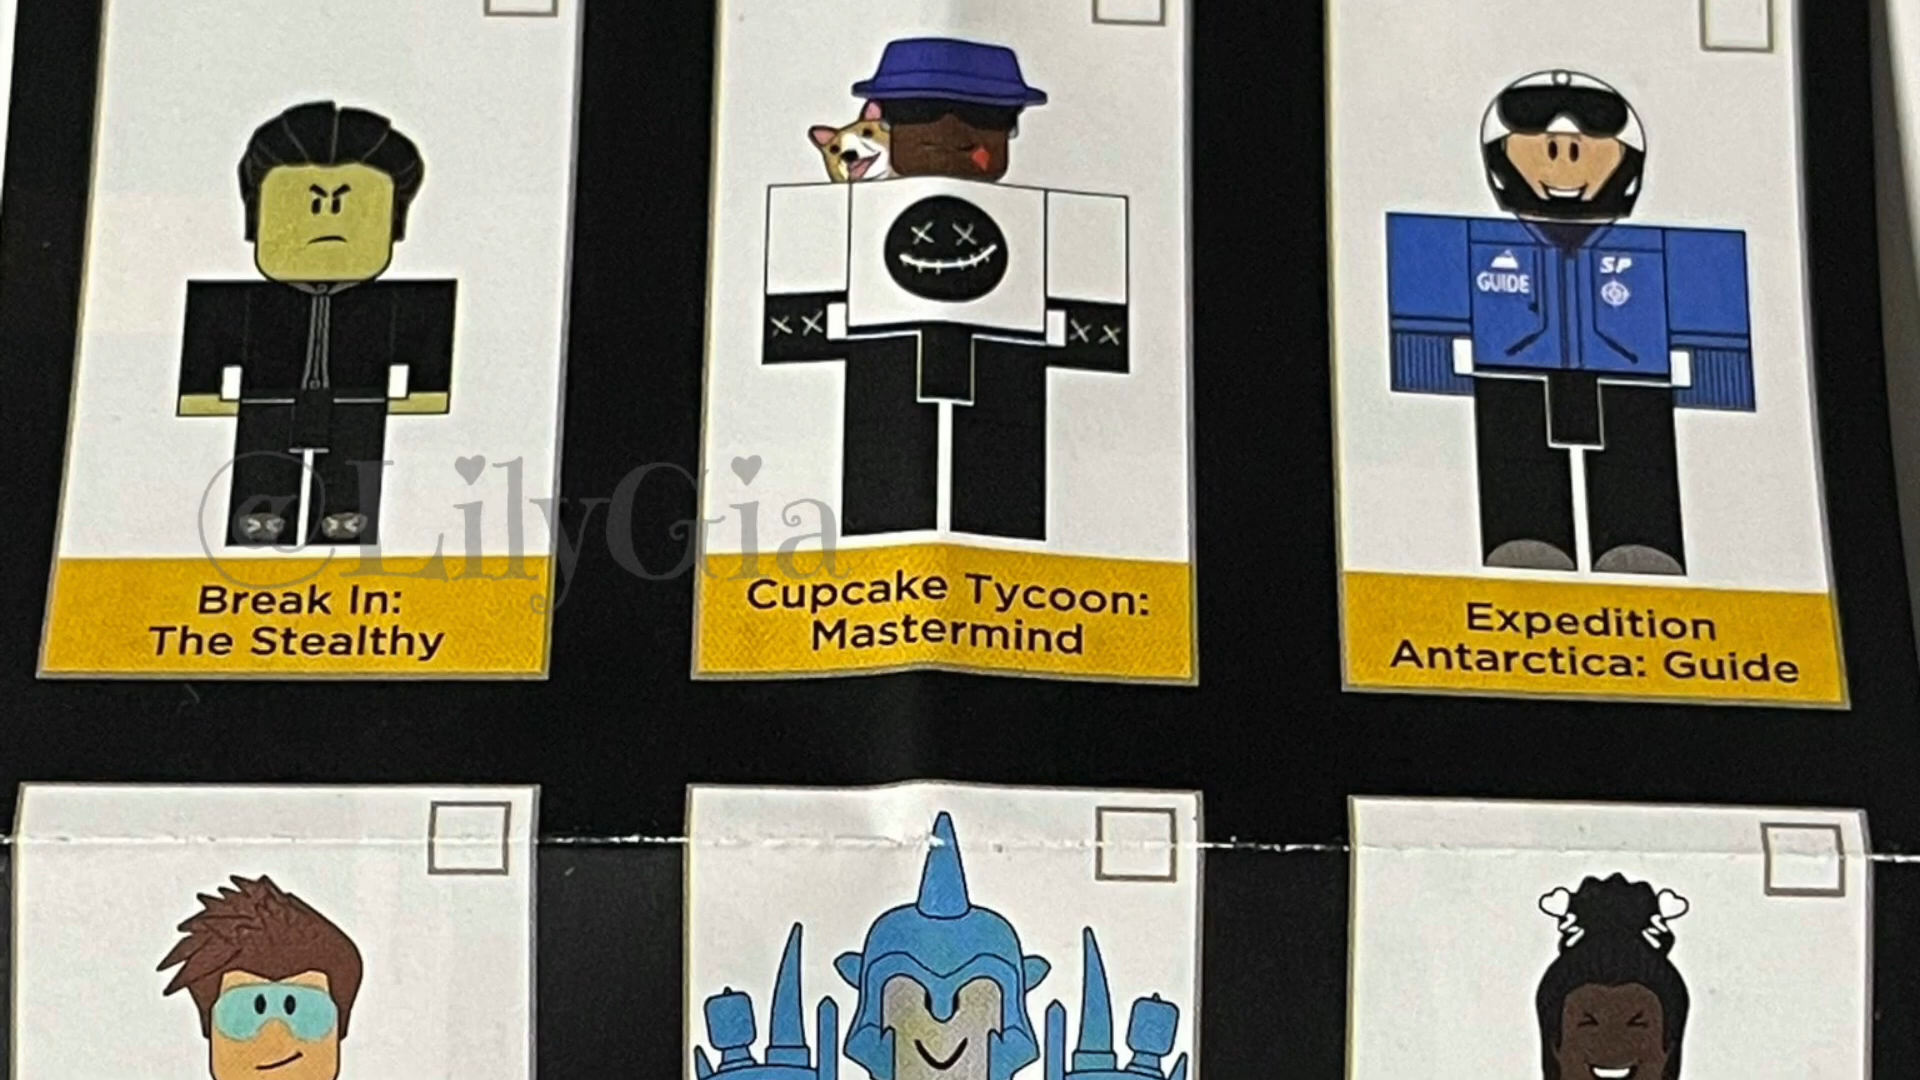 GUIDE
SP
@LilyGia
Break In:
The Stealthy
Cupcake Tycoon:
Mastermind
Expedition
Antarctica: Guide